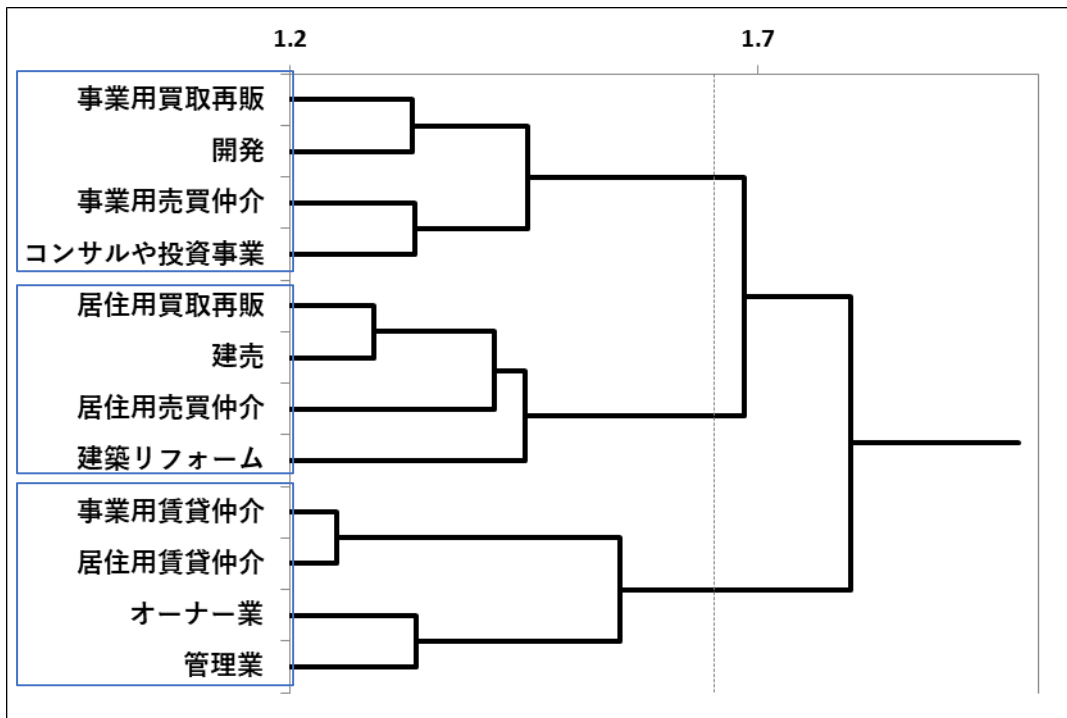 1.2 1.7
事業用買取再販
開発
事業用売買仲介
コンサルや投資事業
居住用買取再販
建売
居住用売買仲介
建築リフォーム
事業用賃貸仲介
居住用賃貸仲介
オーナー業
管理業